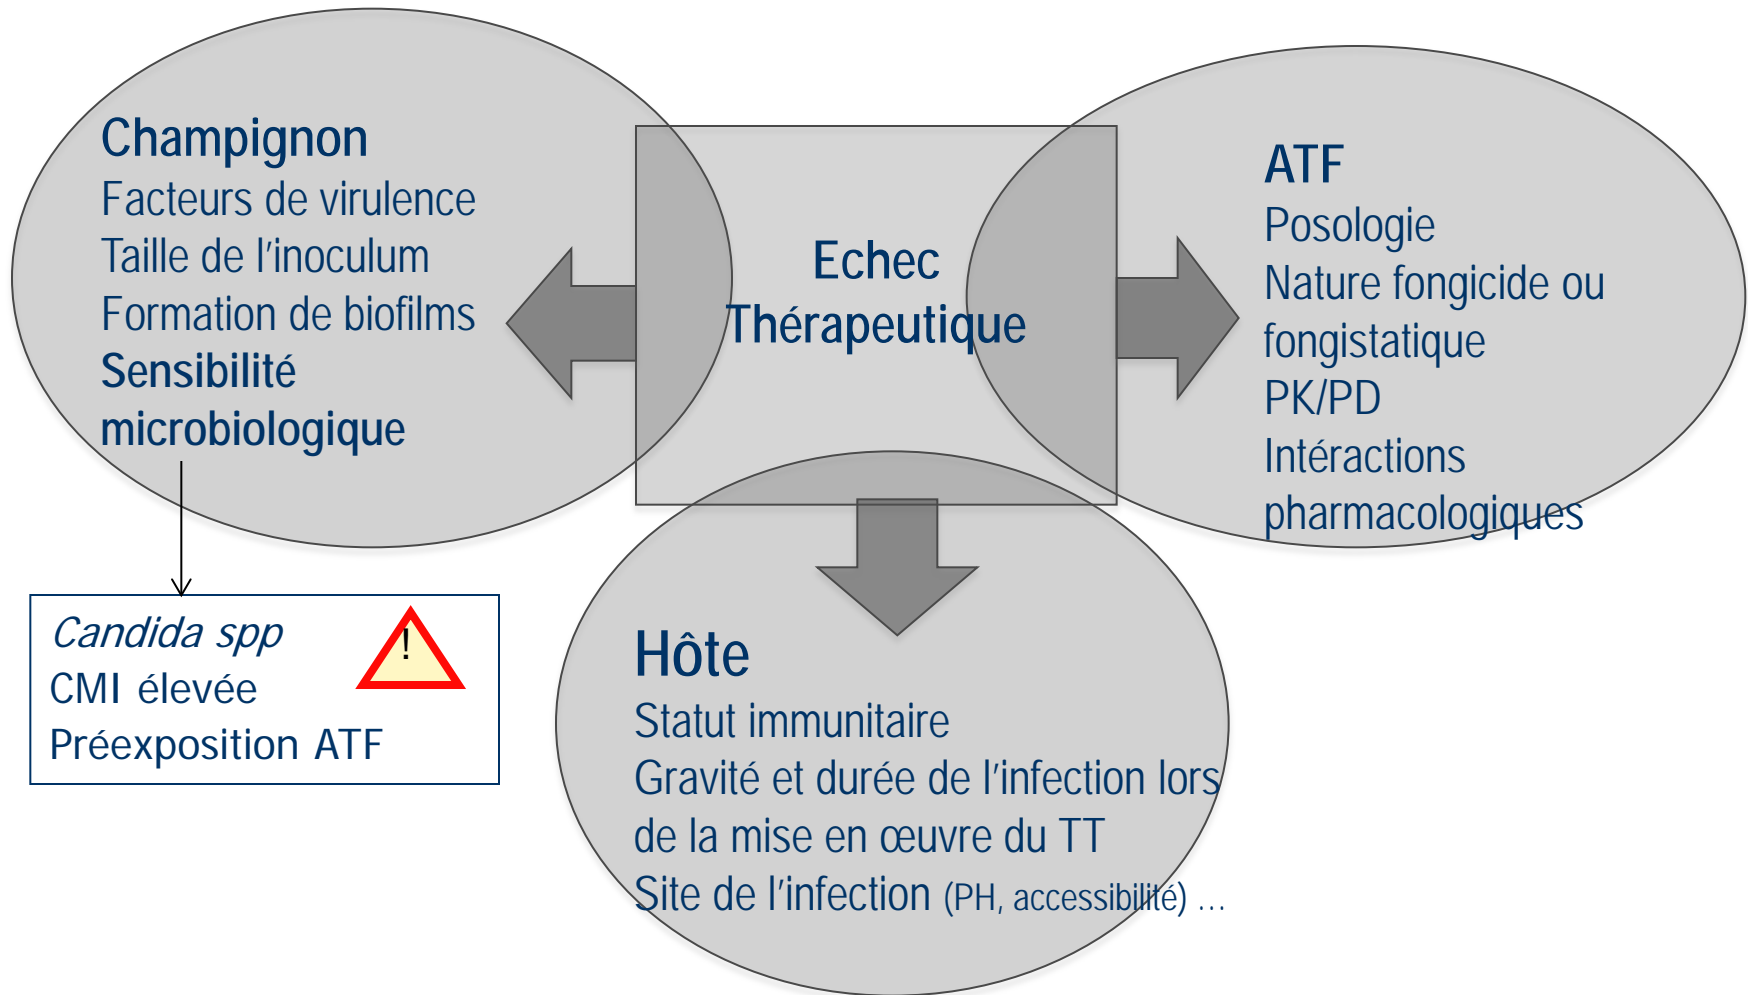 Champignon
Facteurs de virulence
Taille de l'inoculum
Formation de biofilms
Sensibilité
microbiologique
Echec
Thérapeutique
ATF
Posologie
Nature fongicide ou
fongistatique
PK/PD
Intéractions
pharmacologiques
Candida spp
!
CMI élevée
Préexposition ATF
Hôte
Statut immunitaire
Gravité et durée de l'infection lors
de la mise en œuvre du TT
Site de l'infection (PH, accessibilité) ...